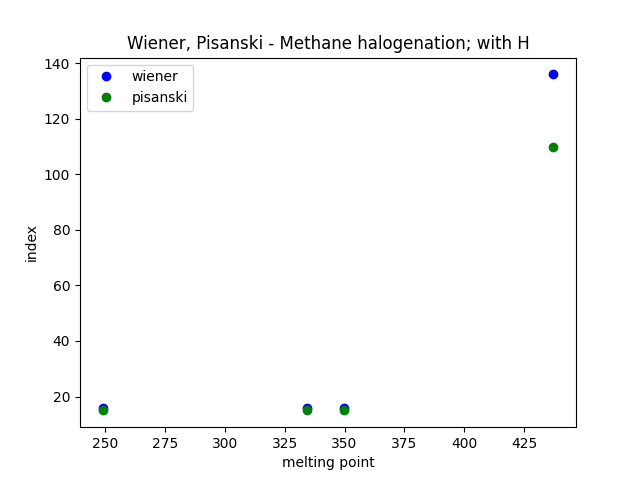 Wiener, Pisanski - Methane halogenation; with H
wiener
pisanski
140
120
100
80
60
40
20
index
250 275 300 325 350 375 400 425
melting point